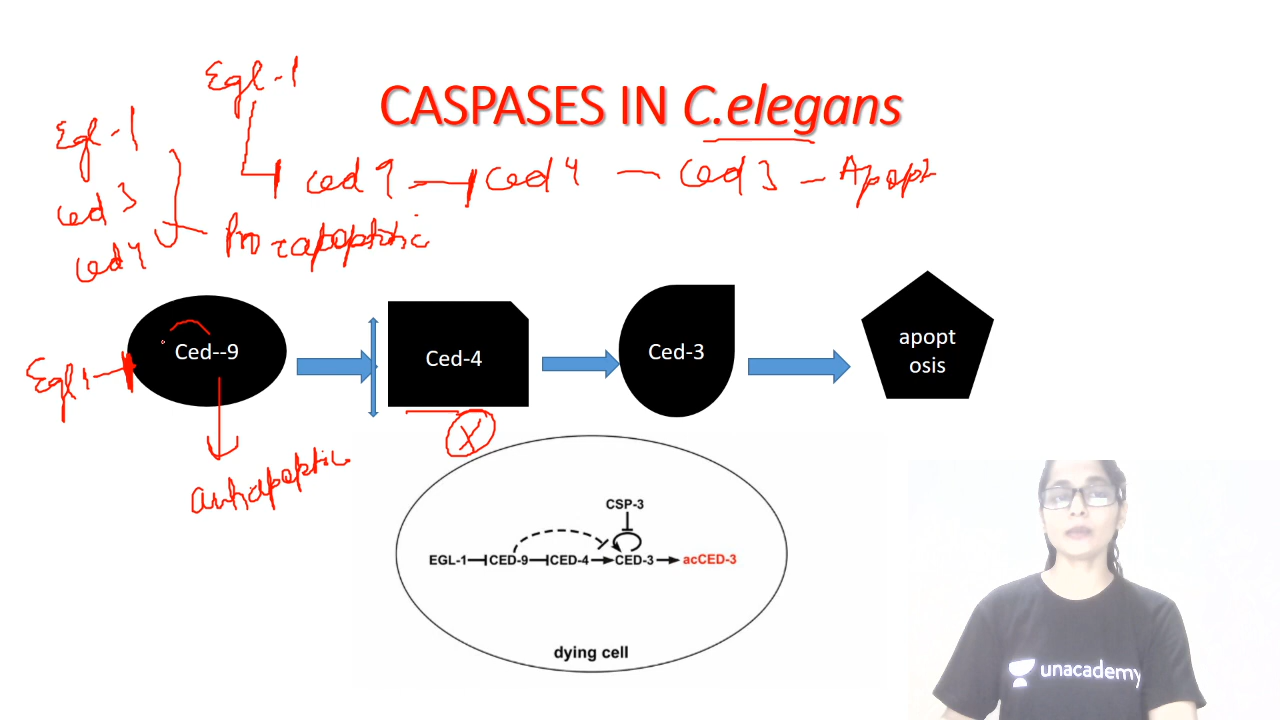 Egl-1
CASPASES IN C.elegans
Egl-1
Ced 9 Ced 4 - Ced 3 -
Ced 3
Ced 4
Pro-apoptotic
Ced--9
Ced-4
Ced-3
apopt
osis
Egl 1
X
antiapoptic
CSP-3
EGL-1 CED-9 CED-4 CED-3 acCED-3
dying cell
unacademy